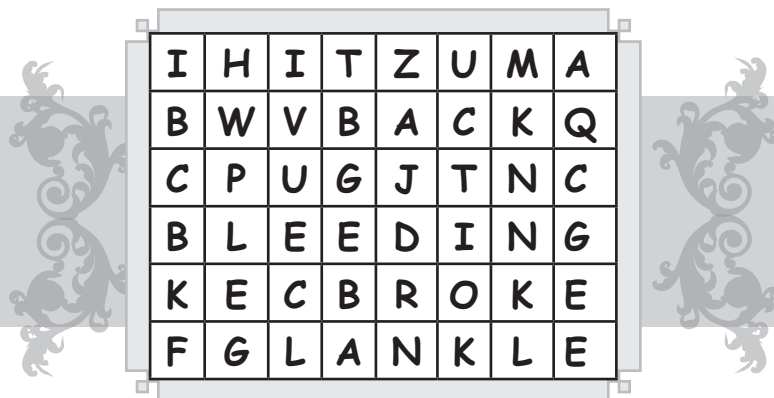 I H I T Z U M A
B W V B A C K Q
C P U G J T N C
B L E E D I N G
K E C B R O K E
F G L A N K L E